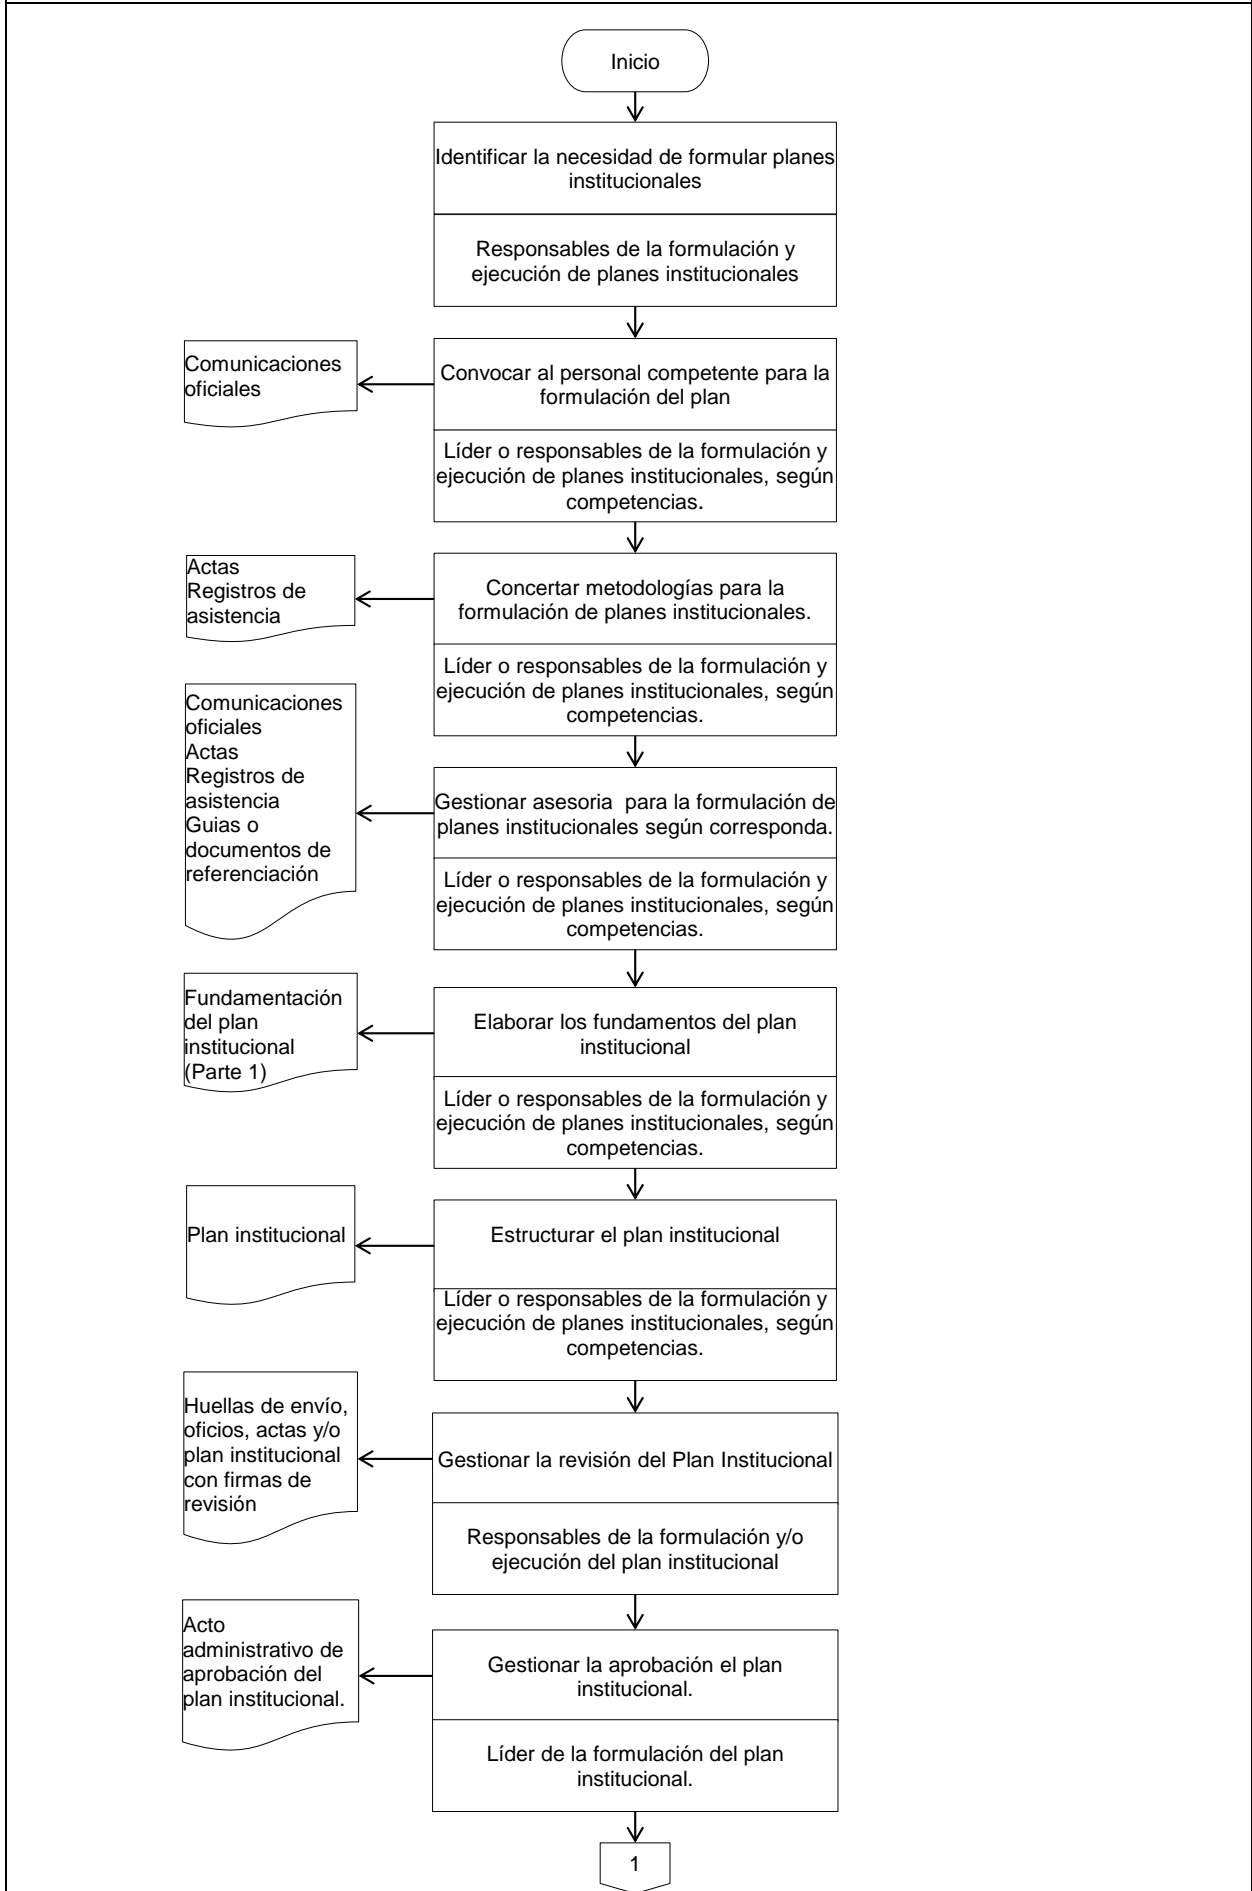 Inicio
Identificar la necesidad de formular planes
institucionales
Responsables de la formulación y
ejecución de planes institucionales
Comunicaciones
oficiales
Convocar al personal competente para la
formulación del plan
Líder o responsables de la formulación y
ejecución de planes institucionales, según
competencias.
Actas
Registros de
asistencia
Concertar metodologías para la
formulación de planes institucionales.
Líder o responsables de la formulación y
ejecución de planes institucionales, según
competencias.
Comunicaciones
oficiales
Actas
Registros de
asistencia
Guias o
documentos de
referenciación
Gestionar asesoria  para la formulación de
planes institucionales según corresponda.
Líder o responsables de la formulación y
ejecución de planes institucionales, según
competencias.
Fundamentación
del plan
institucional
(Parte 1)
Elaborar los fundamentos del plan
institucional
Líder o responsables de la formulación y
ejecución de planes institucionales, según
competencias.
Plan institucional
Estructurar el plan institucional
Líder o responsables de la formulación y
ejecución de planes institucionales, según
competencias.
Huellas de envío,
oficios, actas y/o
plan institucional
con firmas de
revisión
Gestionar la revisión del Plan Institucional
Responsables de la formulación y/o
ejecución del plan institucional
Acto
administrativo de
aprobación del
plan institucional.
Gestionar la aprobación el plan
institucional.
Líder de la formulación del plan
institucional.
1